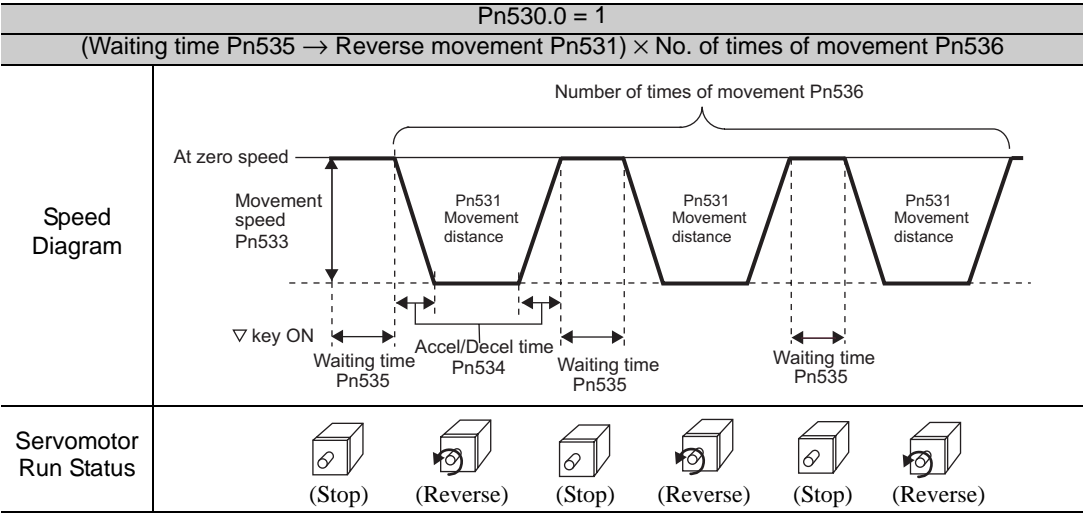 Pn530.0 = 1
(Waiting time Pn535 → Reverse movement Pn531) × No. of times of movement Pn536
Speed
Diagram
Number of times of movement Pn536
At zero speed
Movement
speed
Pn533
Pn531
Movement
distance
Pn531
Movement
distance
Pn531
Movement
distance
▽ key ON
Waiting time
Pn535
Accel/Decel time
Pn534
Waiting time
Pn535
Waiting time
Pn535
Servomotor
Run Status
(Stop) (Reverse) (Stop) (Reverse) (Stop) (Reverse)